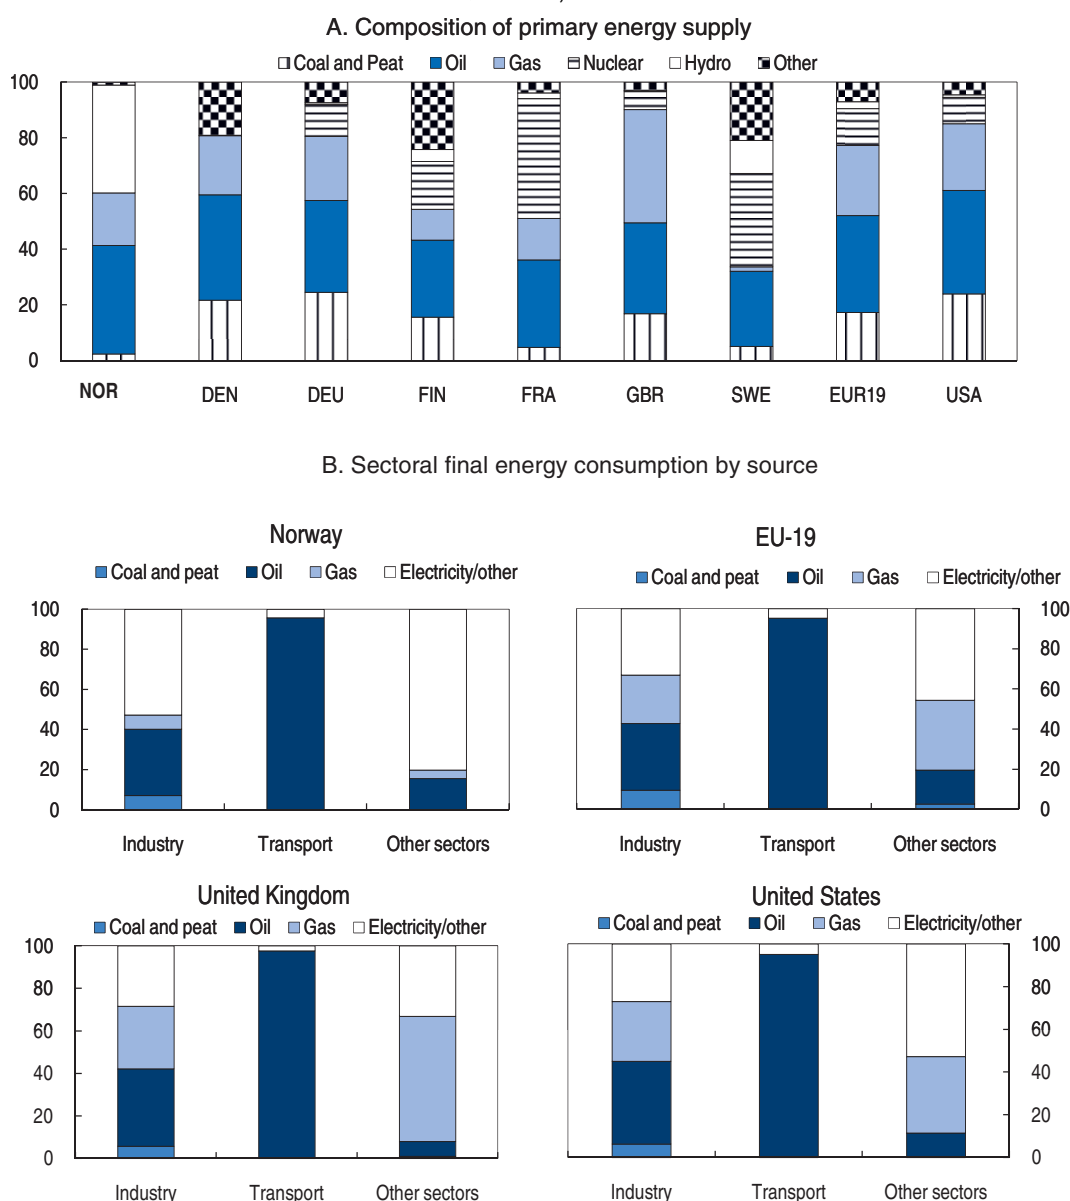 A. Composition of primary energy supply
Coal and Peat Oil Gas Nuclear Hydro Other
100
80
60
40
20
0
NOR DEN DEU FIN FRA GBR SWE EUR19 USA
B. Sectoral final energy consumption by source
Norway
Coal and peat Oil Gas Electricity/other
100
80
60
40
20
0
Industry Transport Other sectors
EU-19
Coal and peat Oil Gas Electricity/other
100
80
60
40
20
0
Industry Transport Other sectors
United Kingdom
Coal and peat Oil Gas Electricity/other
100
80
60
40
20
0
Industry Transport Other sectors
United States
Coal and peat Oil Gas Electricity/other
100
80
60
40
20
0
Industry Transport Other sectors